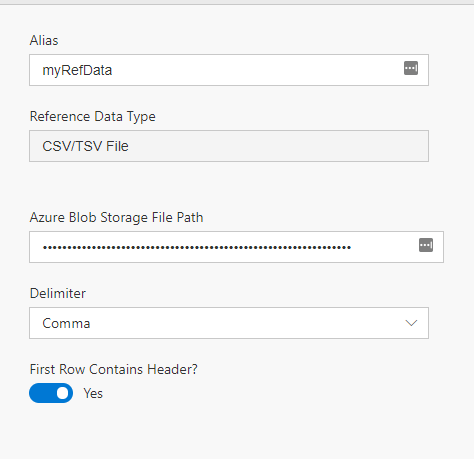 Alias
myRefData
Reference Data Type
CSV/TSV File
Azure Blob Storage File Path
••••••••••••••••••••••••••••••••••••••••••••••••••••••••••••••••
Delimiter
Comma
First Row Contains Header?
Yes